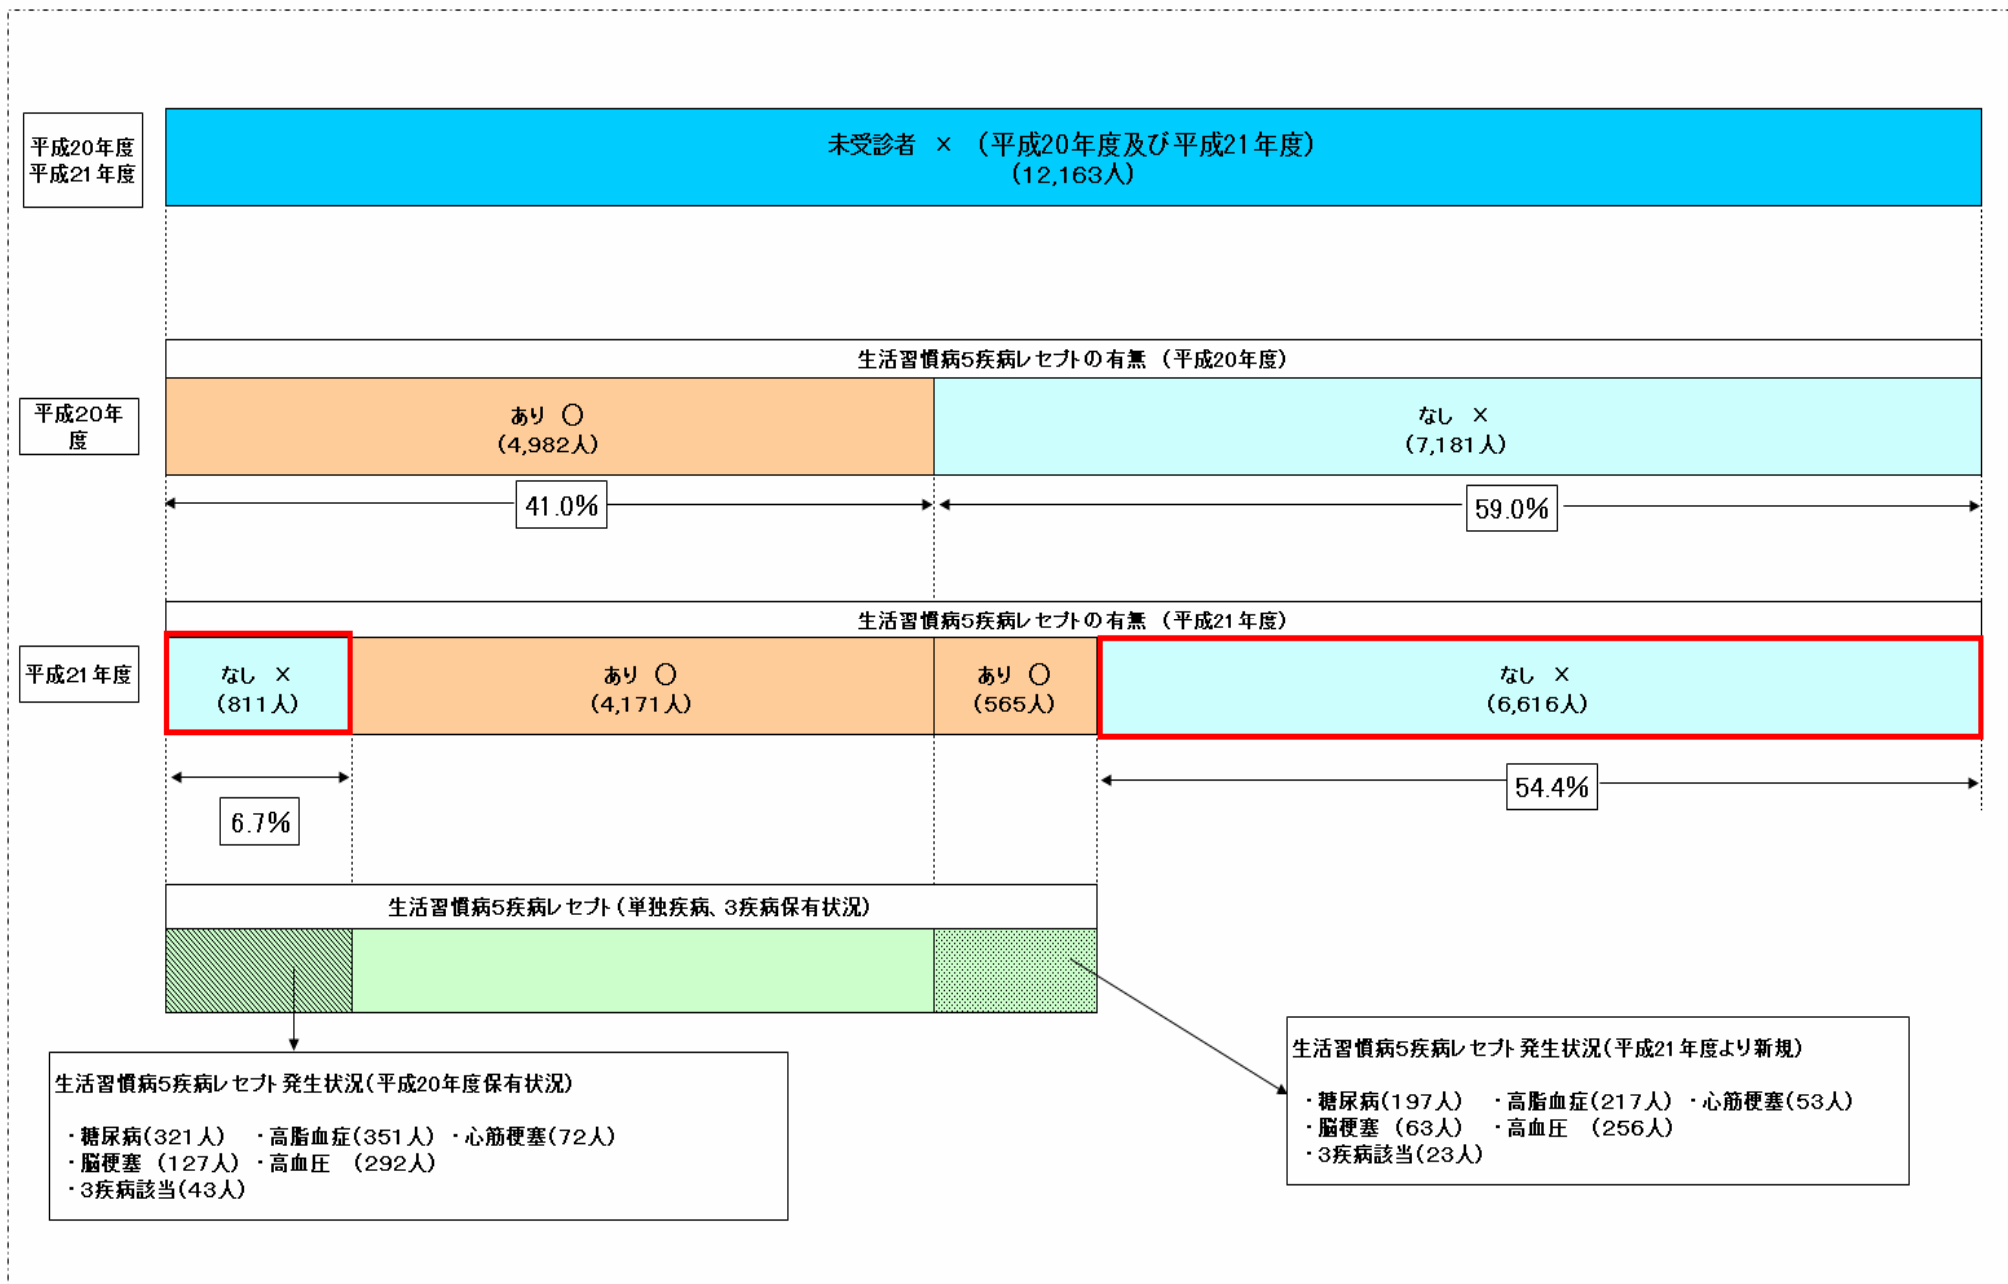 平成20年度
平成21年度
未受診者 × (平成20年度及び平成21年度)
(12,163人)
生活習慣病5疾病レセプトの有無 (平成20年度)
平成20年
度
あり 〇
(4,982人)
なし ×
(7,181人)
41.0%
59.0%
生活習慣病5疾病レセプトの有無 (平成21年度)
平成21年度
なし ×
(811人)
あり 〇
(4,171人)
あり 〇
(565人)
なし ×
(6,616人)
6.7%
54.4%
生活習慣病5疾病レセプト(単独疾病、3疾病保有状況)
生活習慣病5疾病レセプト発生状況(平成20年度保有状況)
・糖尿病(321人) ・高脂血症(351人) ・心筋梗塞(72人)
・脳梗塞 (127人) ・高血圧 (292人)
・3疾病該当(43人)
生活習慣病5疾病レセプト発生状況(平成21年度より新規)
・糖尿病(197人) ・高脂血症(217人) ・心筋梗塞(53人)
・脳梗塞 (63人) ・高血圧 (256人)
・3疾病該当(23人)